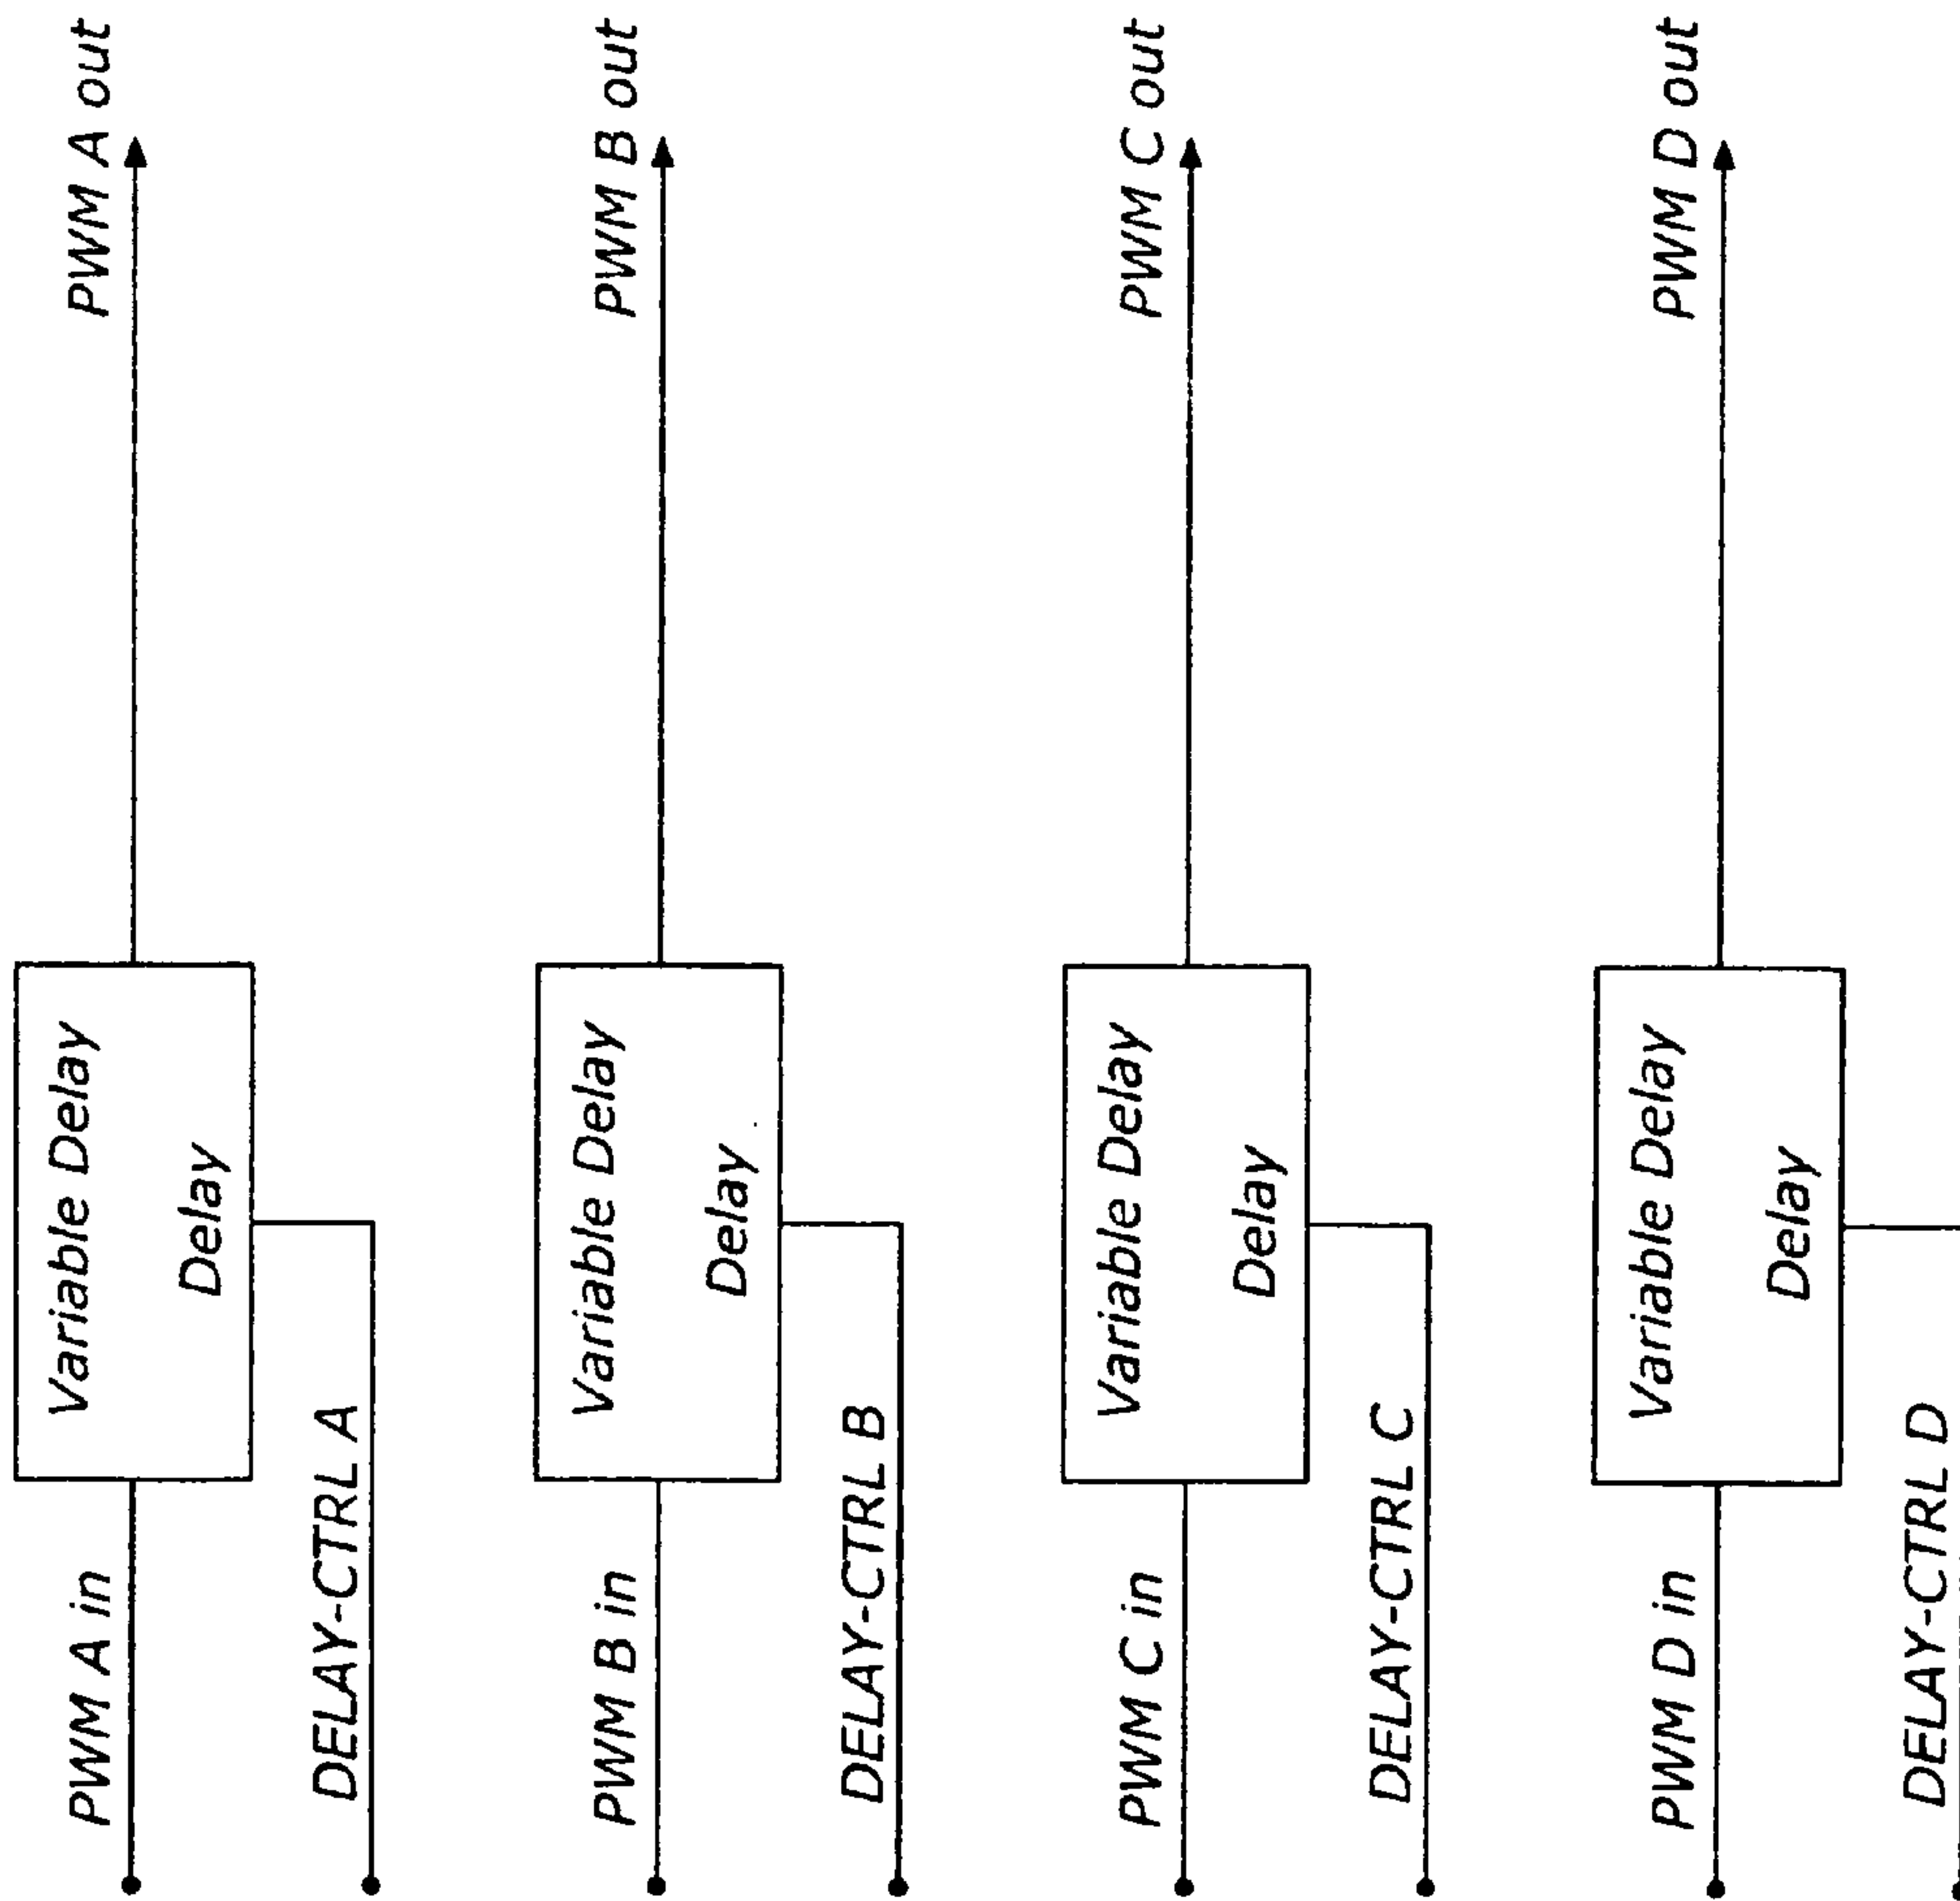 PWM A in
Variable Delay
PWM A out
Delay
DELAY-CTRL A
PWM B in
Variable Delay
PWM B out
Delay
DELAY-CTRL B
PWM C in
Variable Delay
PWM C out
Delay
DELAY-CTRL C
PWM D in
Variable Delay
PWM D out
Delay
DELAY-CTRL D